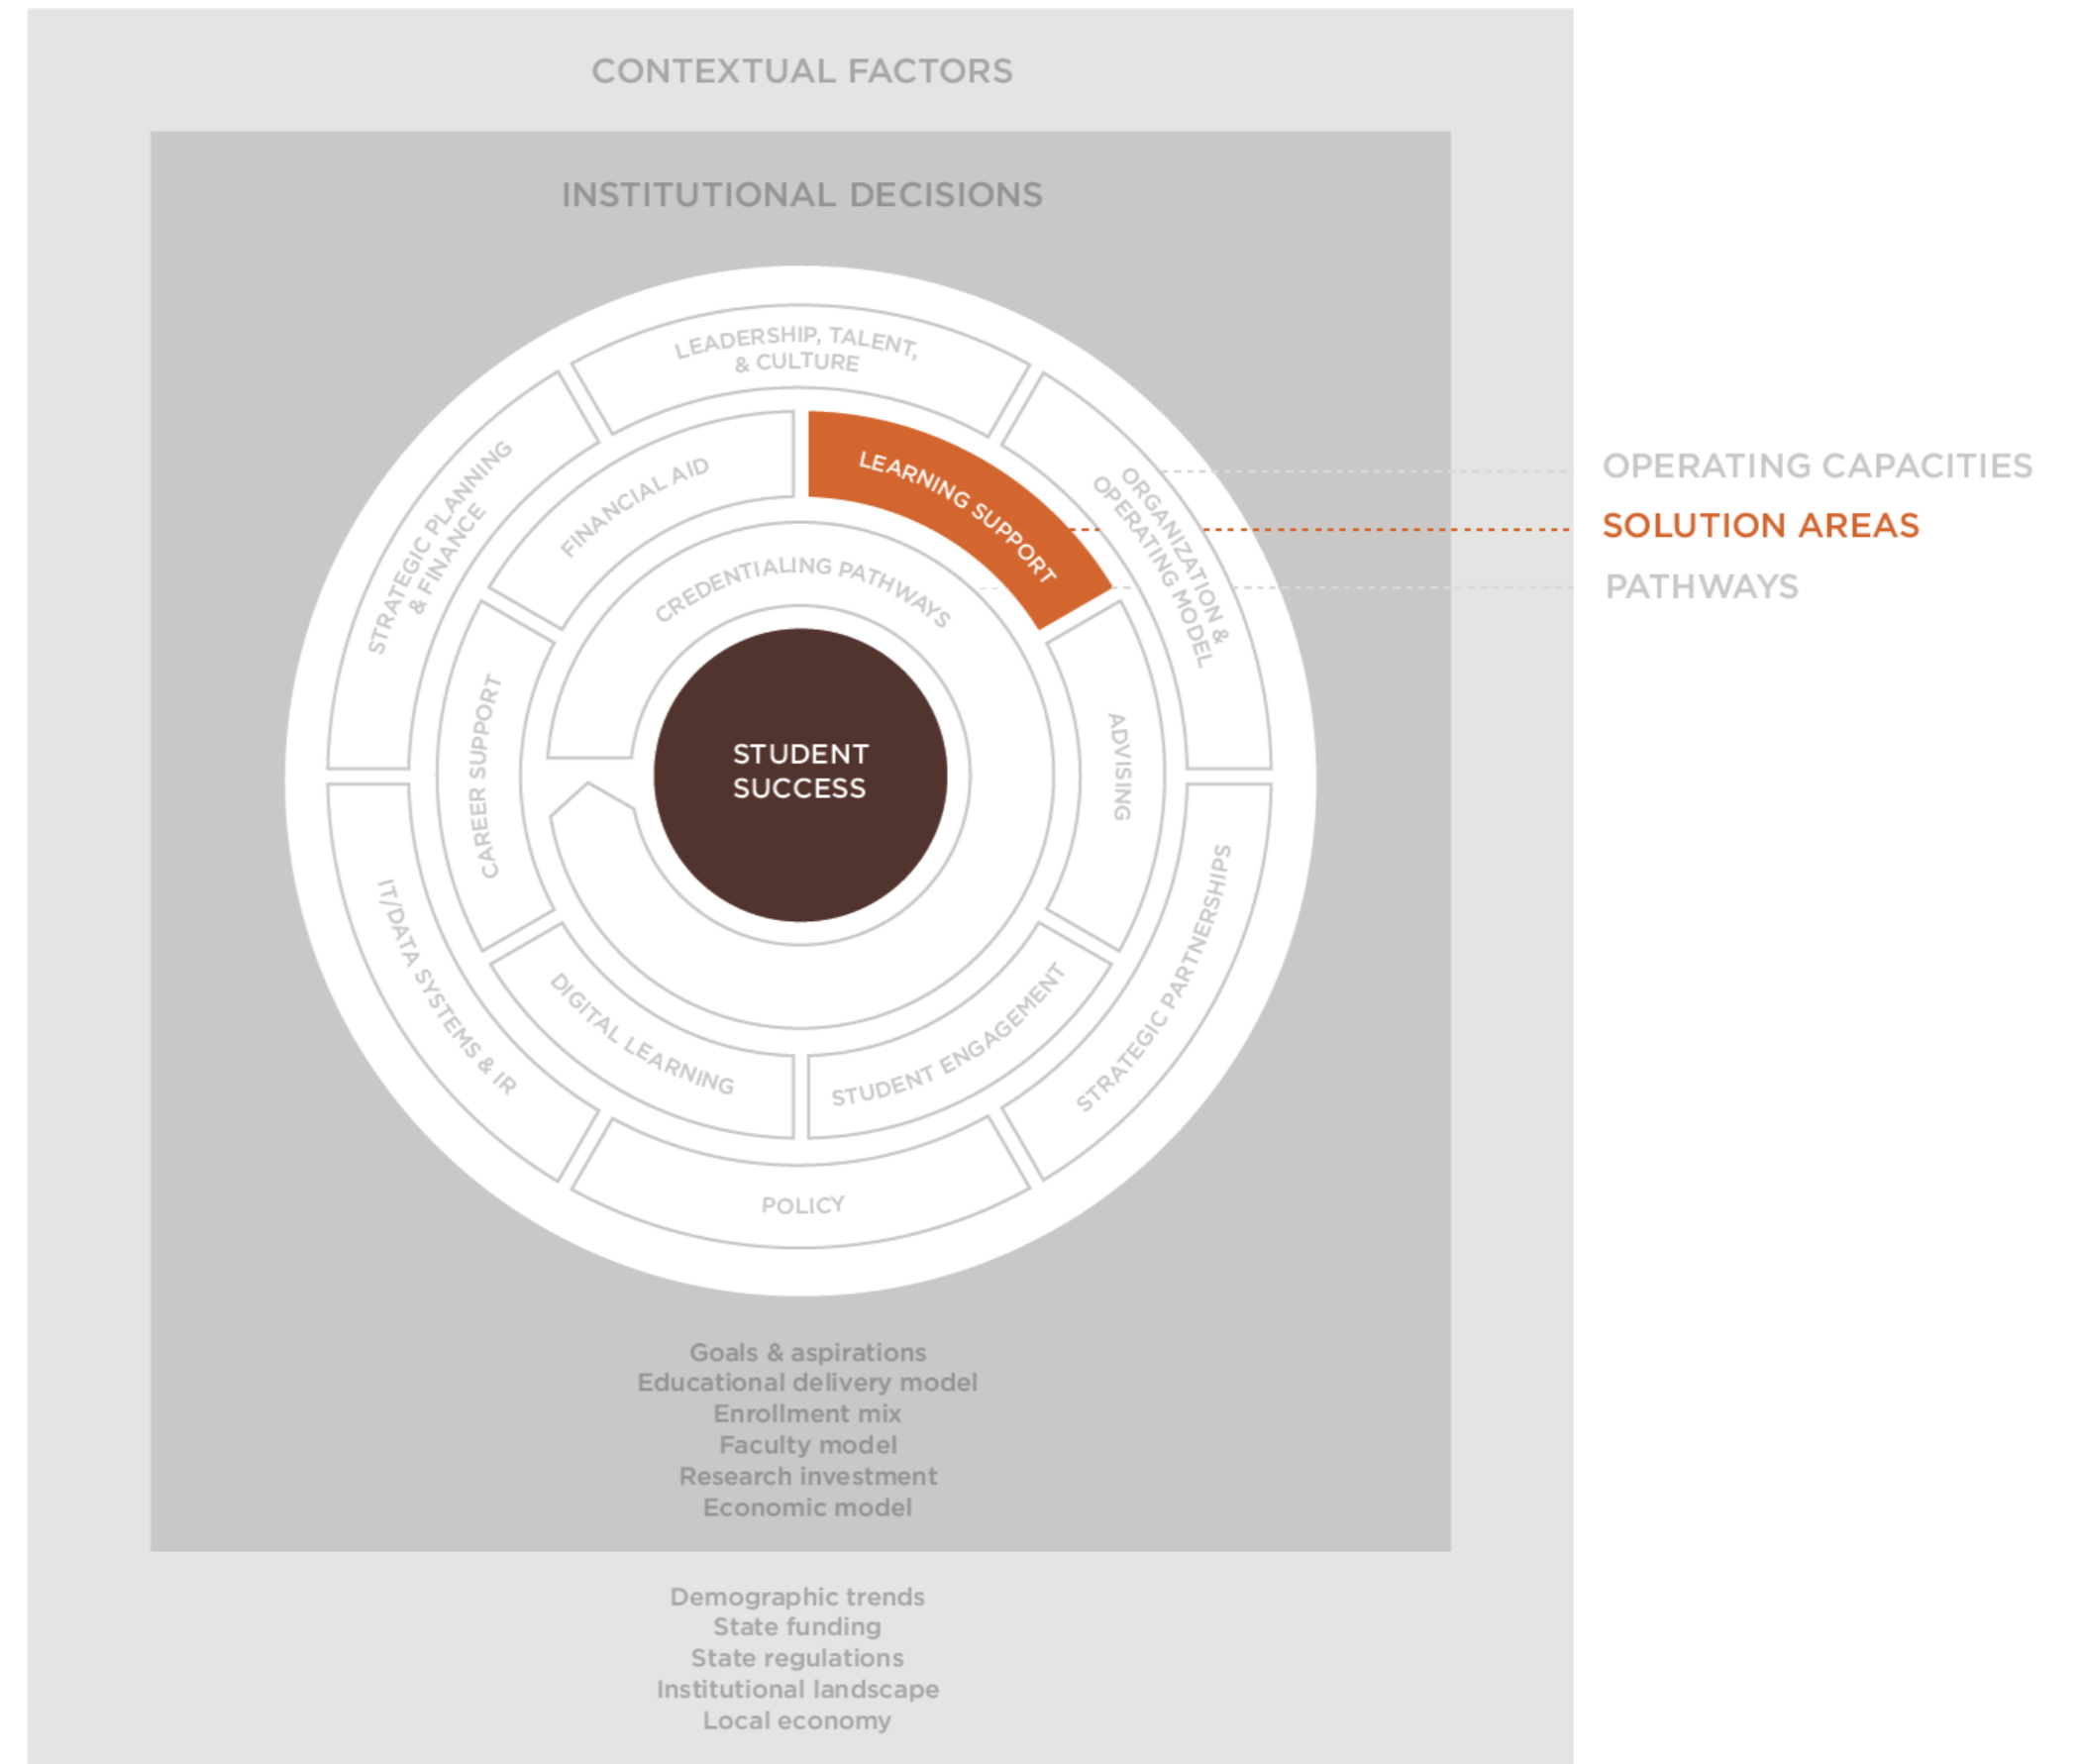 CONTEXTUAL FACTORS
INSTITUTIONAL DECISIONS
LEADERSHIP, TALENT,
& CULTURE
ORGANIZATION &
OPERATING MODEL
STRATEGIC PARTNERSHIPS
POLICY
IT/DATA SYSTEMS & IR
STRATEGIC PLANNING
& FINANCE
FINANCIAL AID
LEARNING SUPPORT
ADVISING
STUDENT ENGAGEMENT
DIGITAL LEARNING
CAREER SUPPORT
CREDENTIALING PATHWAYS
STUDENT
SUCCESS
OPERATING CAPACITIES
SOLUTION AREAS
PATHWAYS
Goals & aspirations
Educational delivery model
Enrollment mix
Faculty model
Research investment
Economic model
Demographic trends
State funding
State regulations
Institutional landscape
Local economy